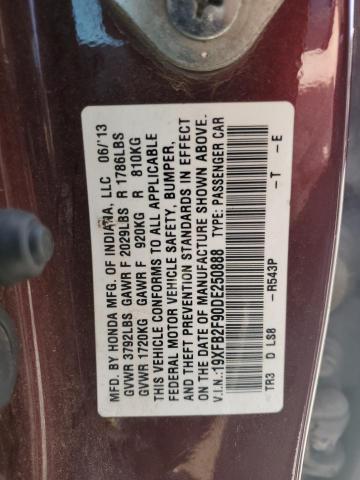 MFD. BY HONDA MFG. OF INDIANA, LLC 06/13
GVWR 3792LBS GAWR F 2029LBS R 1786LBS
GVWR 1720KG GAWR F 920KG R 810KG
THIS VEHICLE CONFORMS TO ALL APPLICABLE
FEDERAL MOTOR VEHICLE SAFETY, BUMPER,
AND THEFT PREVENTION STANDARDS IN EFFECT
ON THE DATE OF MANUFACTURE SHOWN ABOVE.
V.I.N.:19XFB2F90DE250888 TYPE: PASSENGER CAR
TR3 D LS8 -R543P -T -E